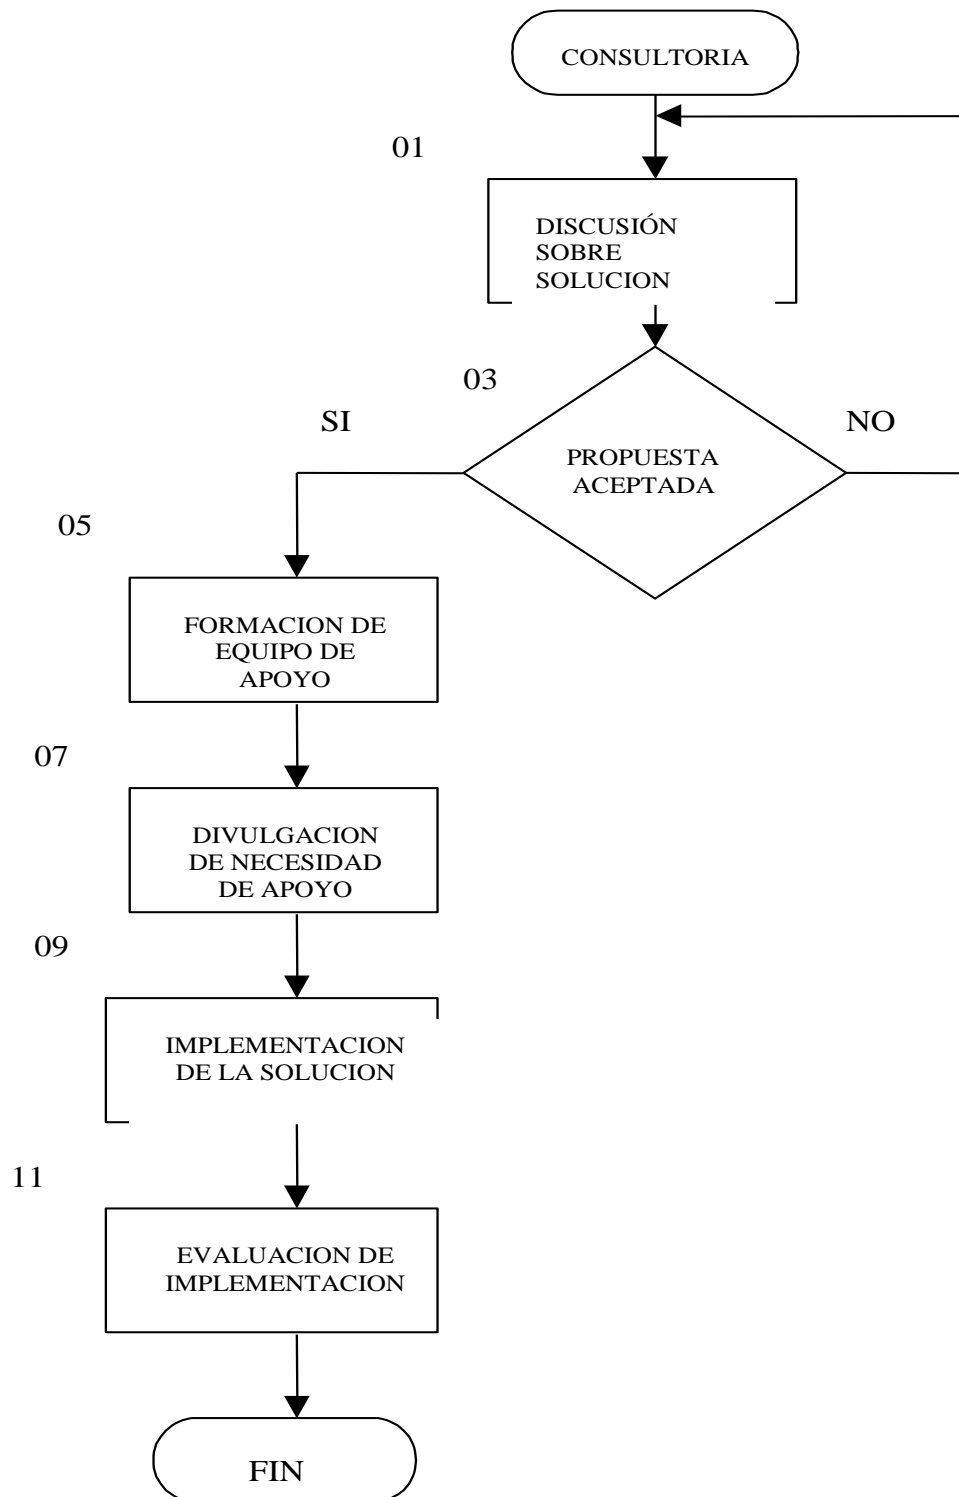 CONSULTORIA
01
DISCUSIÓN
SOBRE
SOLUCION
03
SI
NO
PROPUESTA
ACEPTADA
05
FORMACION DE
EQUIPO DE
APOYO
07
DIVULGACION
DE NECESIDAD
DE APOYO
09
IMPLEMENTACION
DE LA SOLUCION
11
EVALUACION DE
IMPLEMENTACION
FIN